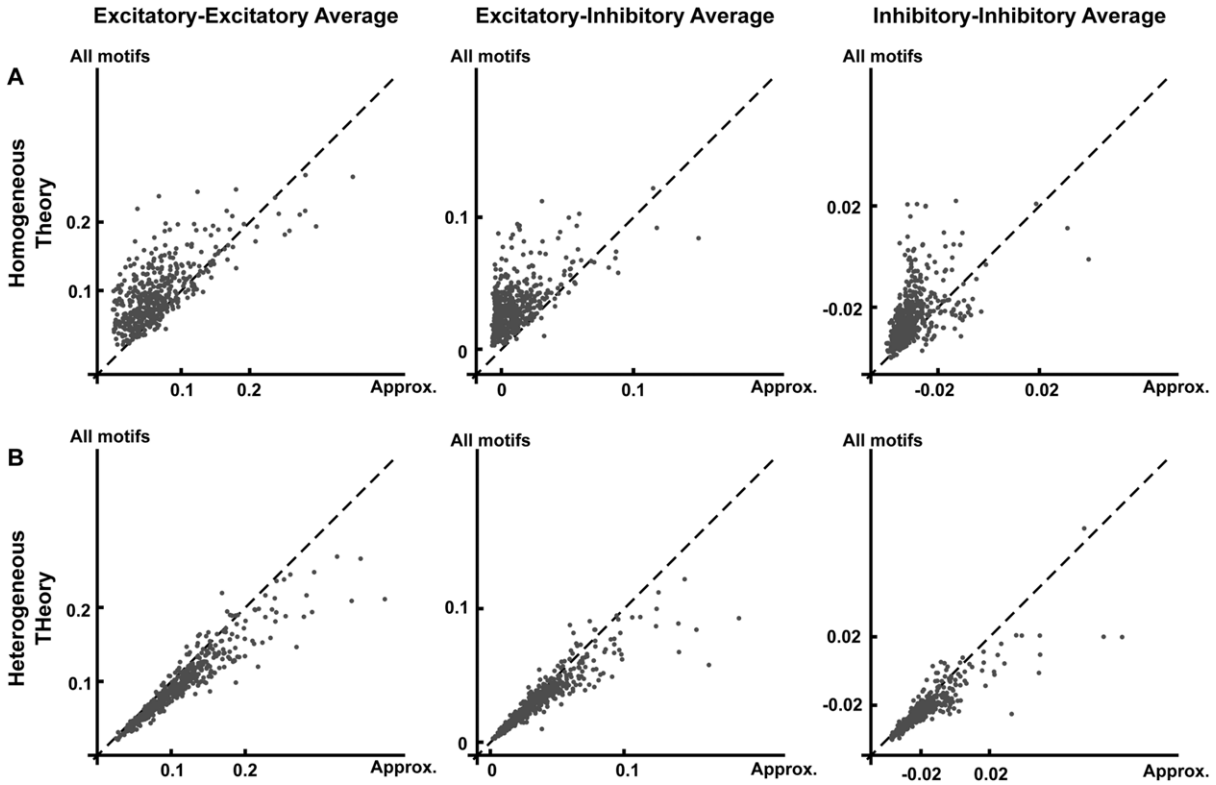 Excitatory-Excitatory Average
Excitatory-Inhibitory Average
Inhibitory-Inhibitory Average
A
Homogeneous
Theory
All motifs
0.2
0.1
0.1
0.2
Approx.
All motifs
0.1
0
0
0.1
Approx.
All motifs
0.02
-0.02
-0.02
0.02
Approx.
B
Heterogeneous
THeory
All motifs
0.2
0.1
0.1
0.2
Approx.
All motifs
0.1
0
0
0.1
Approx.
All motifs
0.02
-0.02
-0.02
0.02
Approx.